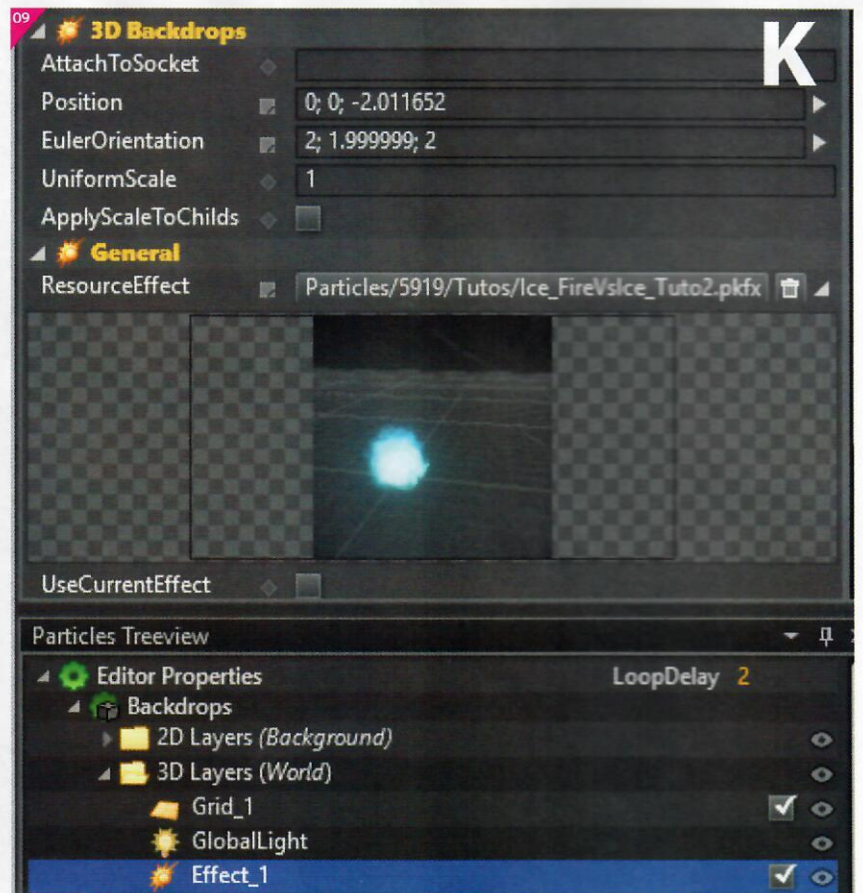 09
K
3D Backdrops
AttachToSocket
Position 0; 0; -2.011652
EulerOrientation 2; 1.999999; 2
UniformScale 1
ApplyScaleToChilds
General
ResourceEffect Particles/5919/Tutos/Ice_FireVsIce_Tuto2.pkfx
UseCurrentEffect
Particles Treeview
Editor Properties LoopDelay 2
Backdrops
2D Layers (Background)
3D Layers (World)
Grid_1
GlobalLight
Effect_1